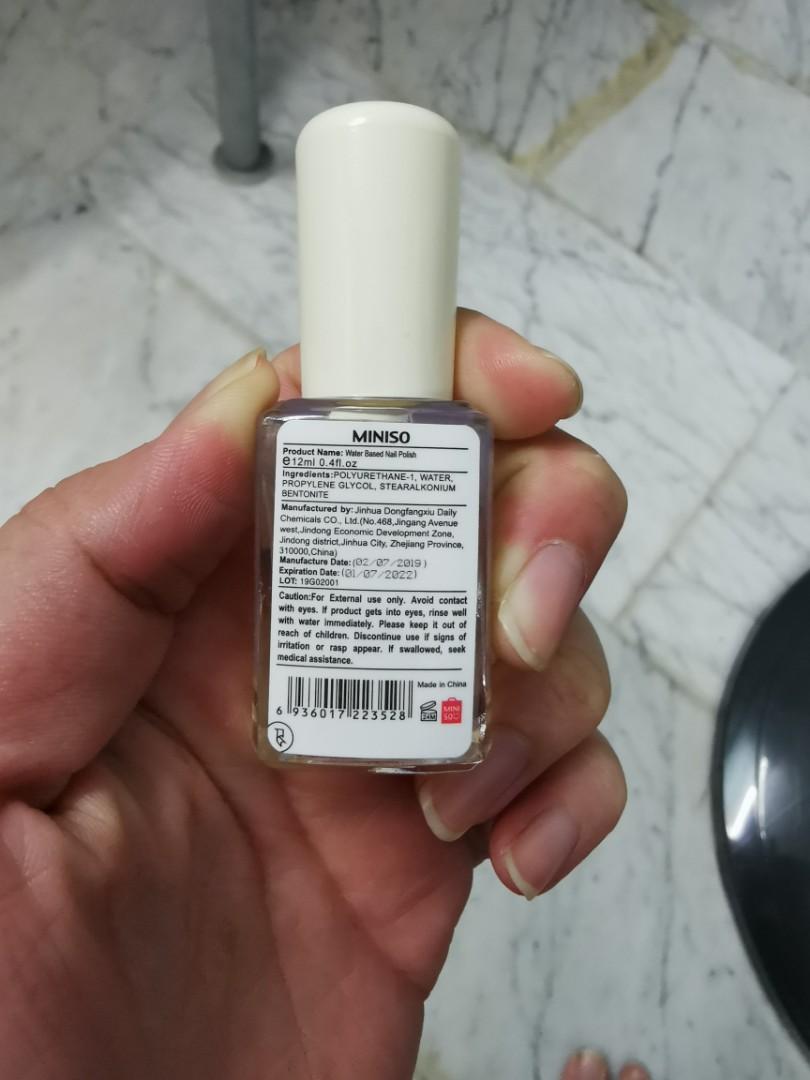 MINISO
Product Name: Water Based Nail Polish
e12ml 0.4fl.oz
Ingredients:POLYURETHANE-1, WATER,
PROPYLENE GLYCOL, STEARALKONIUM
BENTONITE
Manufactured by:Jinhua Dongfangxiu Daily
Chemicals CO., Ltd.(No.468,Jingang Avenue
west,Jindong Economic Development Zone,
Jindong district,Jinhua City, Zhejiang Province,
310000,China)
Manufacture Date:(02/07/2019)
Expiration Date:(01/07/2022)
LOT: 19G02001
Caution:For External use only. Avoid contact
with eyes. If product gets into eyes, rinse well
with water immediately. Please keep it out of
reach of children. Discontinue use if signs of
irritation or rasp appear. If swallowed, seek
medical assistance.
Made in China
6 936017 223528
24M
MINI
SO